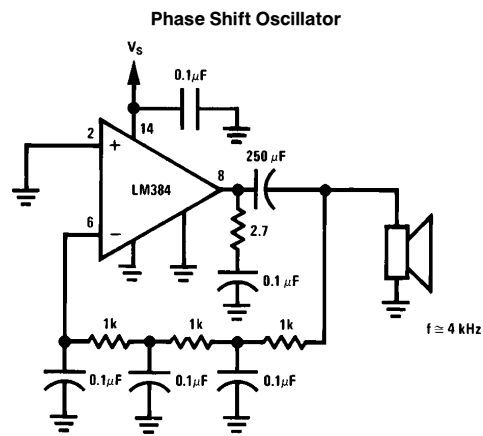 Phase Shift Oscillator
VS
0.1μF
14
2
+
LM384
8
250 μF
6
−
2.7
0.1 μF
1k
1k
1k
f ≅ 4 kHz
0.1μF
0.1μF
0.1μF